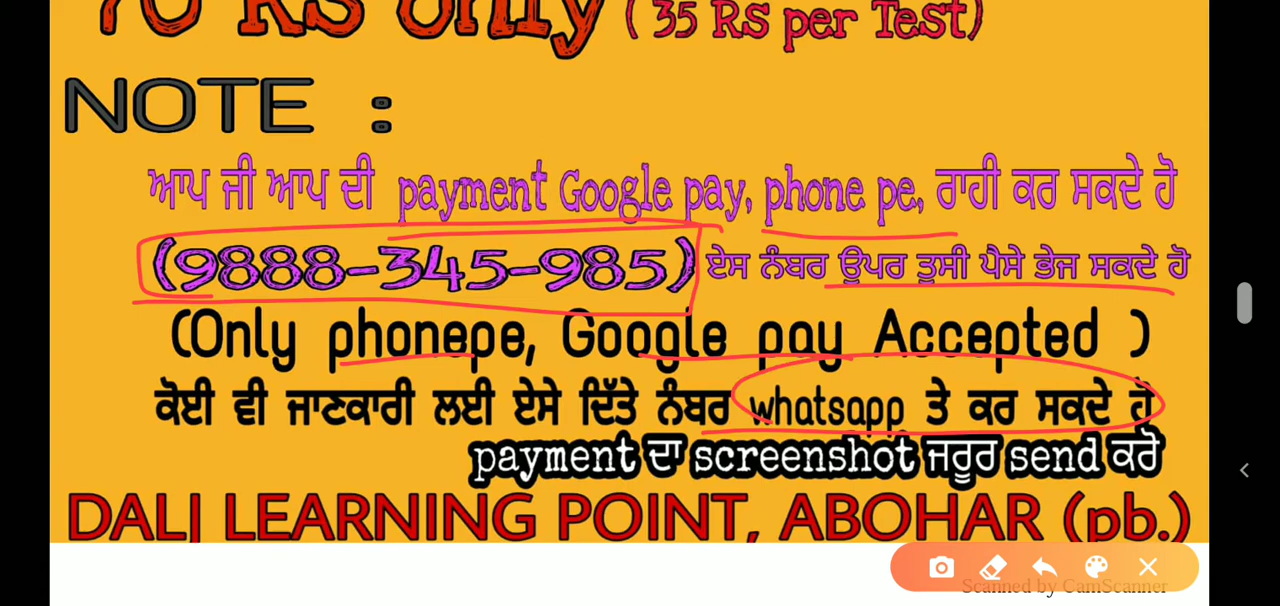 70 Rs only (35 Rs per Test)
NOTE :
ਆਪ ਜੀ ਆਪ ਦੀ payment Google pay, phone pe, ਰਾਹੀ ਕਰ ਸਕਦੇ ਹੋ
(9888-345-985) ਏਸ ਨੰਬਰ ਉਪਰ ਤੁਸੀ ਪੈਸੇ ਭੇਜ ਸਕਦੇ ਹੋ
(Only phonepe, Google pay Accepted )
ਕੋਈ ਵੀ ਜਾਣਕਾਰੀ ਲਈ ਏਸੇ ਦਿੱਤੇ ਨੰਬਰ whatsapp ਤੇ ਕਰ ਸਕਦੇ ਹੋ
payment ਦਾ screenshot ਜਰੂਰ send ਕਰੋ
DALJ LEARNING POINT, ABOHAR (pb.)
Scanned by CamScanner